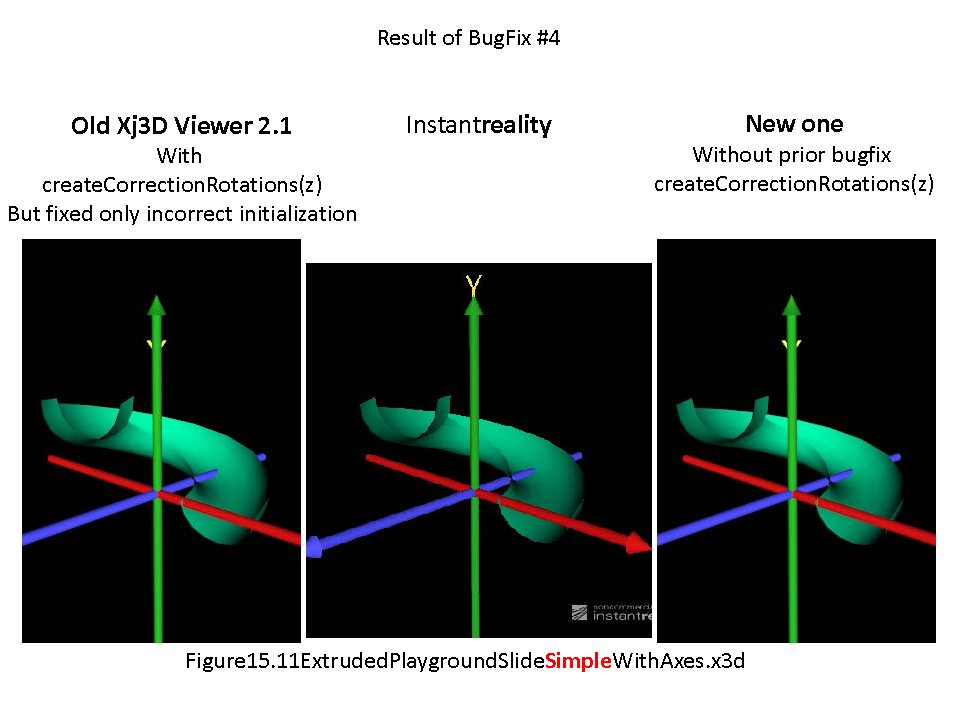 Result of BugFix #4
Old Xj3D Viewer 2.1
With
createCorrectionRotations(z)
But fixed only incorrect initialization
Instantreality
New one
Without prior bugfix
createCorrectionRotations(z)
Y
instantre
Figure15.11ExtrudedPlaygroundSlideSimpleWithAxes.x3d